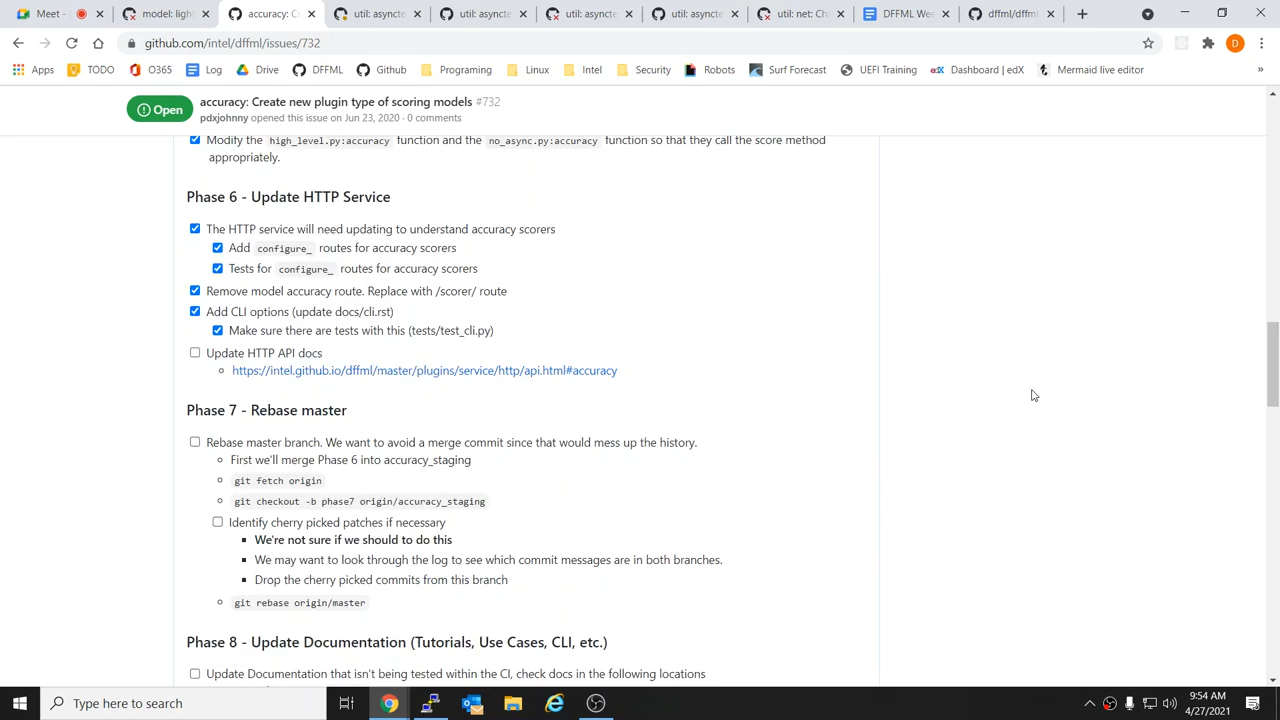 Meet -
model: light
accuracy: Cr
util: asyncte
util: asyncte
util: asyncte
util: asyncte
util: net: Ch
DFFML Wee
dffml/dffml
github.com/intel/dffml/issues/732
Apps
TODO
O365
Log
Drive
DFFML
Github
Programing
Linux
Intel
Security
Robots
Surf Forecast
UEFI Training
Dashboard | edX
Mermaid live editor
Open
accuracy: Create new plugin type of scoring models #732
pdxjohnny opened this issue on Jun 23, 2020 · 0 comments
Modify the high_level.py:accuracy function and the no_async.py:accuracy function so that they call the score method
appropriately.
Phase 6 - Update HTTP Service
The HTTP service will need updating to understand accuracy scorers
Add configure_ routes for accuracy scorers
Tests for configure_ routes for accuracy scorers
Remove model accuracy route. Replace with /scorer/ route
Add CLI options (update docs/cli.rst)
Make sure there are tests with this (tests/test_cli.py)
Update HTTP API docs
https://intel.github.io/dffml/master/plugins/service/http/api.html#accuracy
Phase 7 - Rebase master
Rebase master branch. We want to avoid a merge commit since that would mess up the history.
First we'll merge Phase 6 into accuracy_staging
git fetch origin
git checkout -b phase7 origin/accuracy_staging
Identify cherry picked patches if necessary
We're not sure if we should to do this
We may want to look through the log to see which commit messages are in both branches.
Drop the cherry picked commits from this branch
git rebase origin/master
Phase 8 - Update Documentation (Tutorials, Use Cases, CLI, etc.)
Update Documentation that isn't being tested within the CI, check docs in the following locations
Type here to search
9:54 AM
4/27/2021